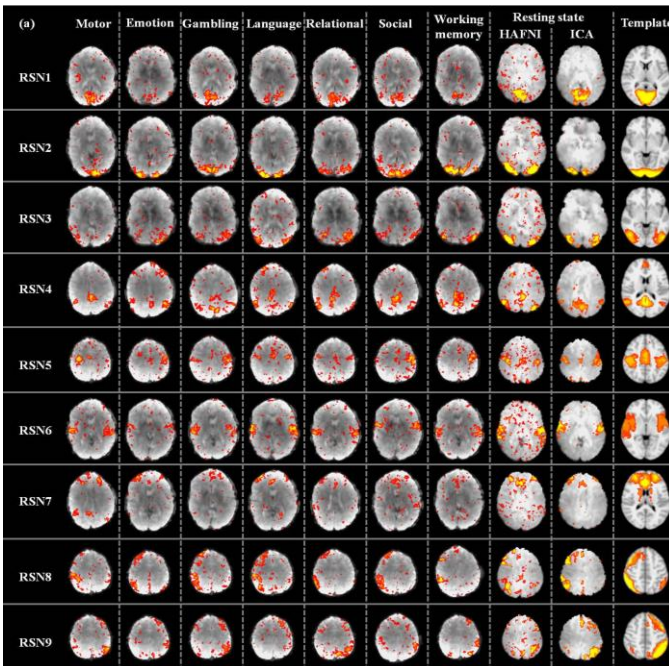 (a) Motor Emotion Gambling Language Relational Social Working memory Resting state HAFNI ICA Template
RSN1
RSN2
RSN3
RSN4
RSN5
RSN6
RSN7
RSN8
RSN9